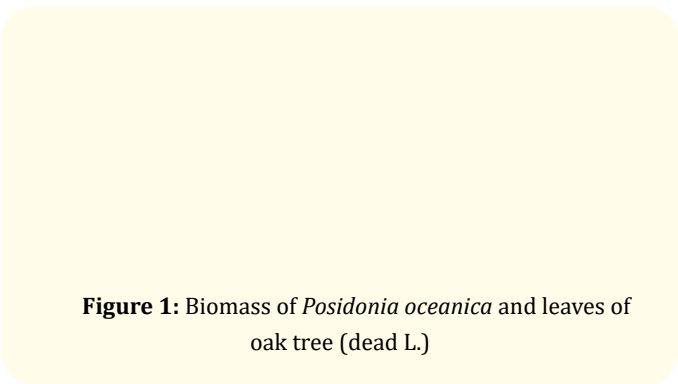 Figure 1: Biomass of Posidonia oceanica and leaves of
oak tree (dead L.)